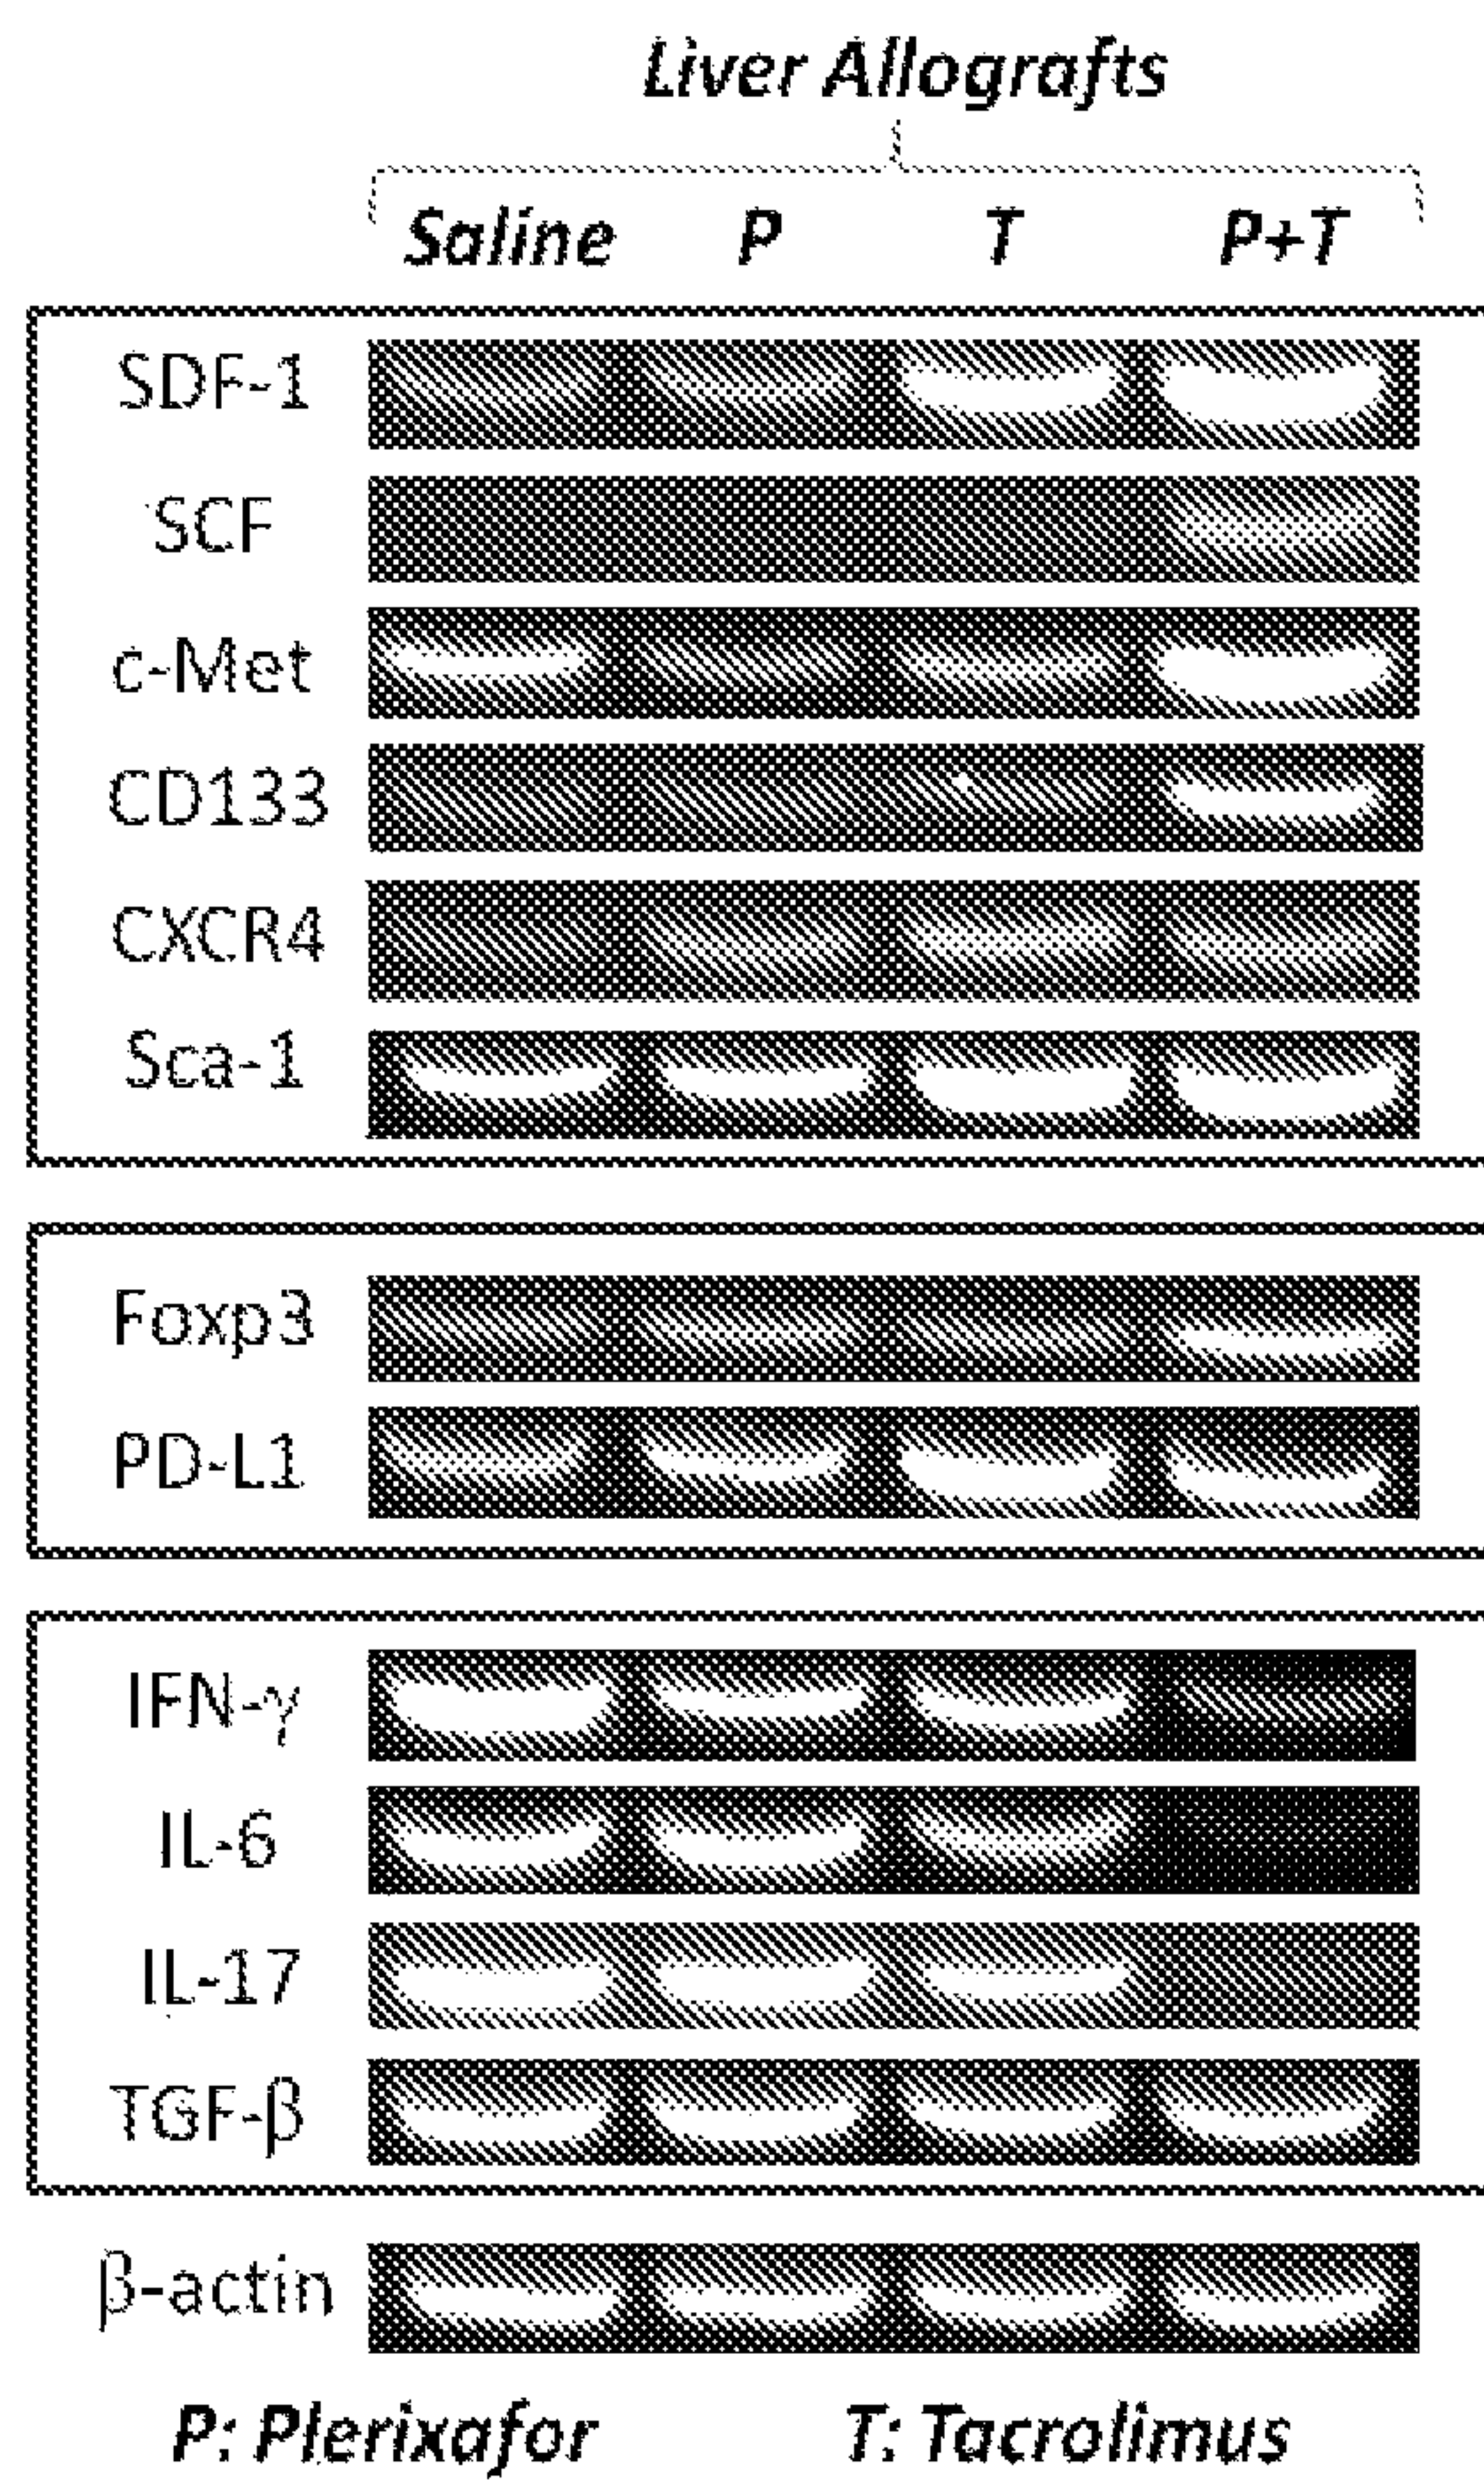 Liver Allografts
Saline P T P+T
SDF-1
SCF
c-Met
CD133
CXCR4
Sca-1
Foxp3
PD-L1
IFN-γ
IL-6
IL-17
TGF-β
β-actin
P: Plerixafor T: Tacrolimus